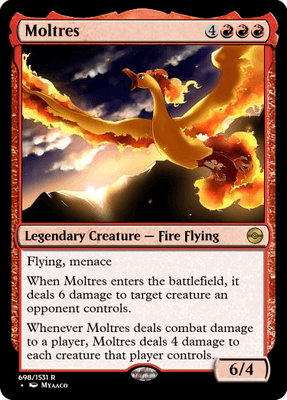 Moltres 4
Legendary Creature — Fire Flying
Flying, menace
When Moltres enters the battlefield, it
deals 6 damage to target creature an
opponent controls.
Whenever Moltres deals combat damage
to a player, Moltres deals 4 damage to
each creature that player controls.
6/4
698/1531 R
• Myaaco